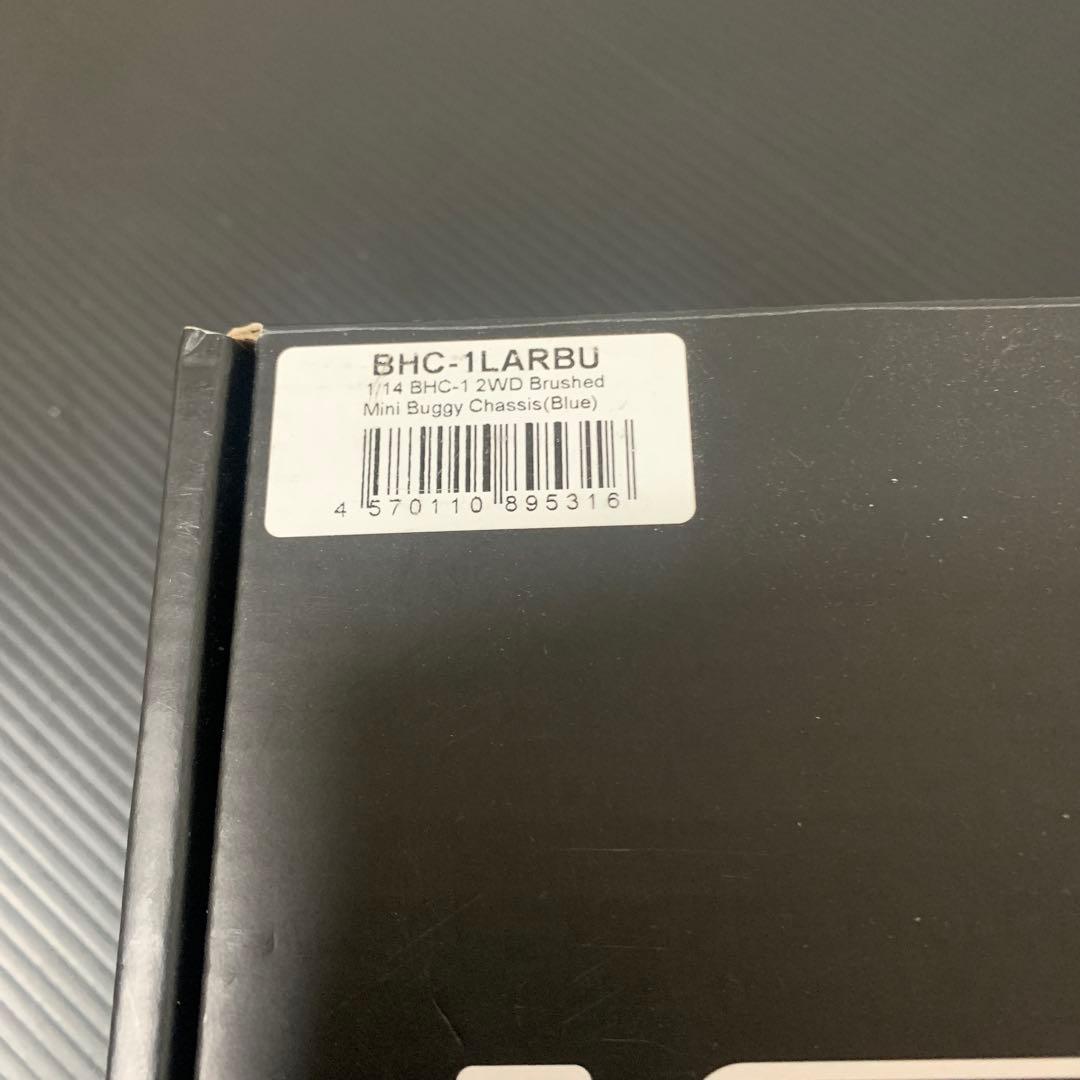 BHC-1LARBU
1/14 BHC-1 2WD Brushed
Mini Buggy Chassis(Blue)
4 570110 895316